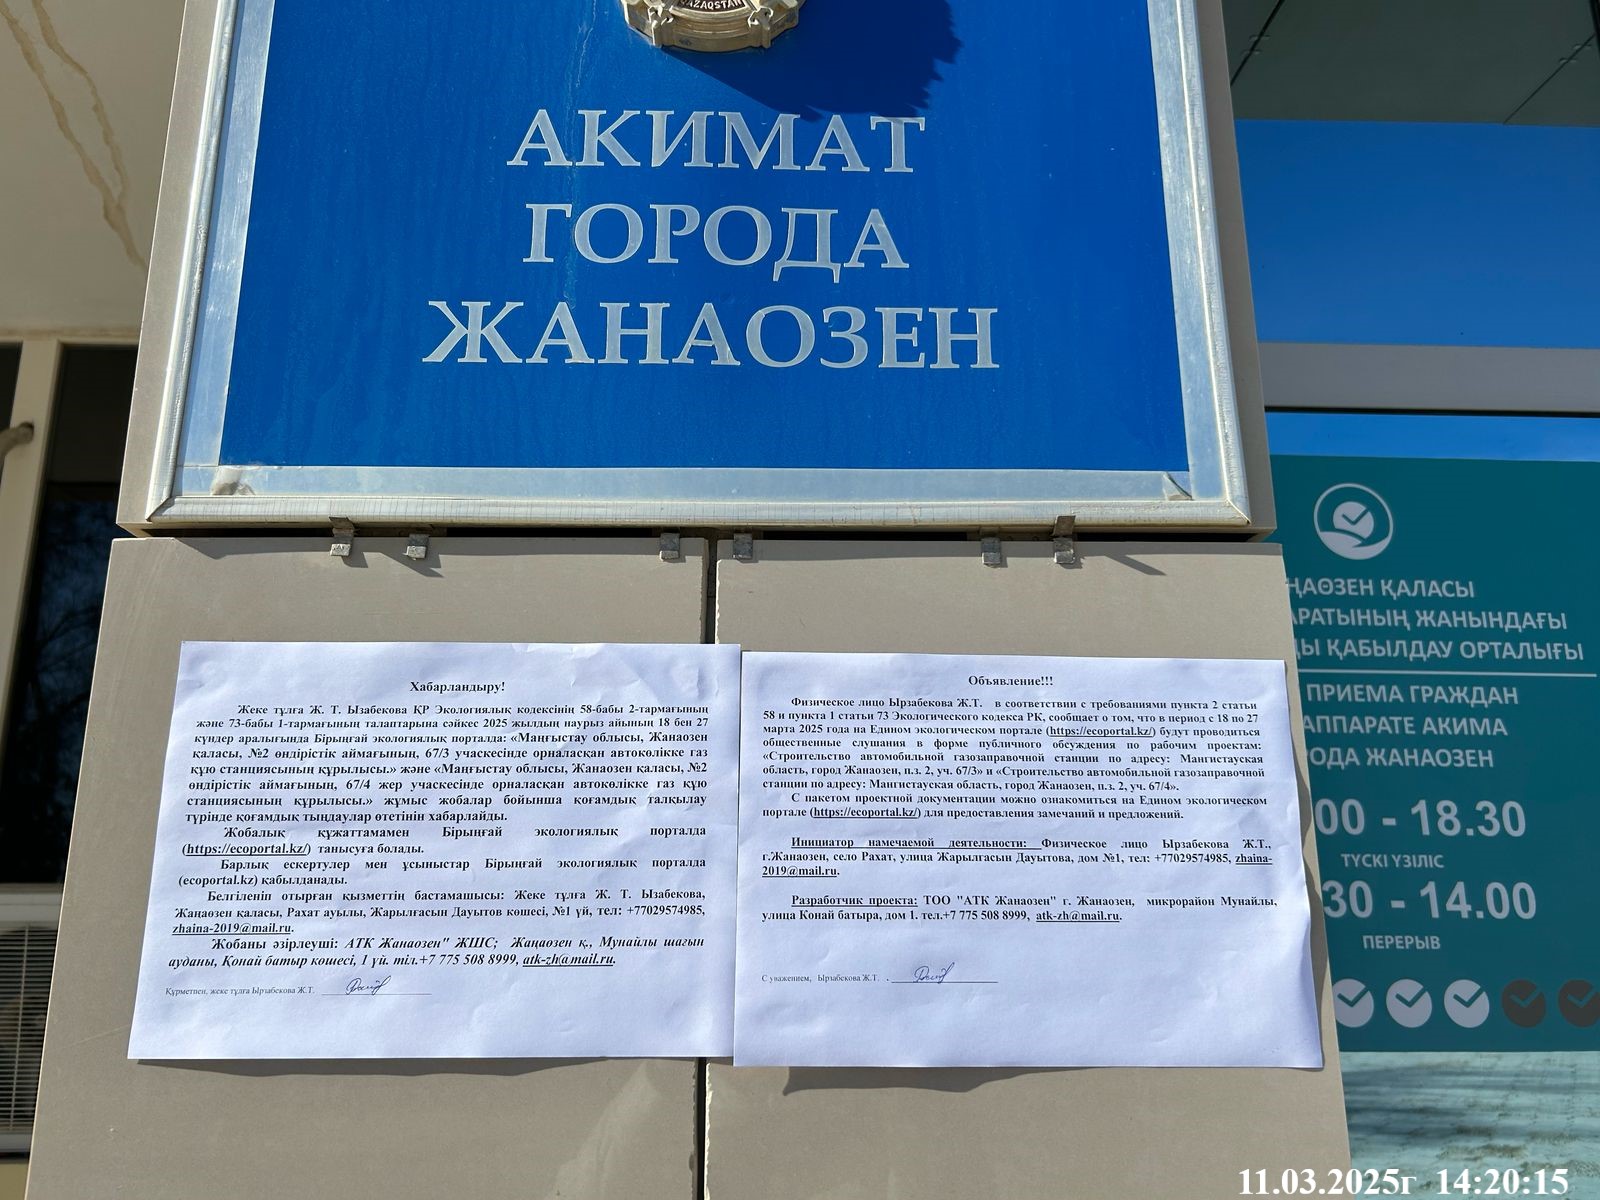 QAZAQSTAN
АКИМАТ
ГОРОДА
ЖАНАОЗЕН
Хабарландыру!
Жеке тұлға Ж. Т. Ызабекова ҚР Экологиялық кодексінің 58-бабы 2-тармағының
және 73-бабы 1-тармағының талаптарына сәйкес 2025 жылдың наурыз айының 18 бен 27
күндер аралығында Бірыңғай экологиялық порталда: «Маңғыстау облысы, Жанаозен
қаласы, №2 өндірістік аймағының, 67/3 учаскесінде орналасқан автокөлікке газ
құю станциясының құрылысы.» және «Маңғыстау облысы, Жанаозен қаласы, №2
өндірістік аймағының, 67/4 жер учаскесінде орналасқан автокөлікке газ құю
станциясының құрылысы.» жұмыс жобалар бойынша қоғамдық талқылау
түрінде қоғамдық тыңдаулар өтетінін хабарлайды.
Жобалық құжаттамамен Бірыңғай экологиялық порталда
(https://ecoportal.kz/) танысуға болады.
Барлық ескертулер мен ұсыныстар Бірыңғай экологиялық порталда
(ecoportal.kz) қабылданады.
Белгіленіп отырған қызметтің бастамашысы: Жеке тұлға Ж. Т. Ызабекова,
Жаңаөзен қаласы, Рахат ауылы, Жарылғасын Дауытов көшесі, №1 үй, тел: +77029574985,
zhaina-2019@mail.ru.
Жобаны әзірлеуші: АТК Жанаозен" ЖШС; Жаңаөзен қ., Мунайлы шағын
ауданы, Қонай батыр көшесі, 1 үй. тіл.+7 775 508 8999, atk-zh@mail.ru.
Құрметпен, жеке тұлға Ырзабекова Ж.Т.
Объявление!!!
Физическое лицо Ырзабекова Ж.Т. в соответствии с требованиями пункта 2 статьи
58 и пункта 1 статьи 73 Экологического кодекса РК, сообщает о том, что в период с 18 по 27
марта 2025 года на Едином экологическом портале (https://ecoportal.kz/) будут проводиться
общественные слушания в форме публичного обсуждения по рабочим проектам:
«Строительство автомобильной газозаправочной станции по адресу: Мангистауская
область, город Жанаозен, п.з. 2, уч. 67/3» и «Строительство автомобильной газозаправочной
станции по адресу: Мангистауская область, город Жанаозен, п.з. 2, уч. 67/4».
С пакетом проектной документации можно ознакомиться на Едином экологическом
портале (https://ecoportal.kz/) для предоставления замечаний и предложений.
Инициатор намечаемой деятельности: Физическое лицо Ырзабекова Ж.Т.,
г.Жанаозен, село Рахат, улица Жарылгасын Дауытова, дом №1, тел: +77029574985, zhaina-
2019@mail.ru.
Разработчик проекта: ТОО "АТК Жанаозен" г. Жанаозен, микрорайон Мунайлы,
улица Конай батыра, дом 1. тел.+7 775 508 8999, atk-zh@mail.ru.
С уважением, Ырзабекова Ж.Т. .
ҢАӨЗЕН ҚАЛАСЫ
АРАТЫНЫҢ ЖАНЫНДАҒЫ
ДЫ ҚАБЫЛДАУ ОРТАЛЫҒЫ
ПРИЕМА ГРАЖДАН
АППАРАТЕ АКИМА
ОДА ЖАНАОЗЕН
00 - 18.30
ТҮСКІ ҮЗІЛІС
30 - 14.00
ПЕРЕРЫВ
11.03.2025г 14:20:15